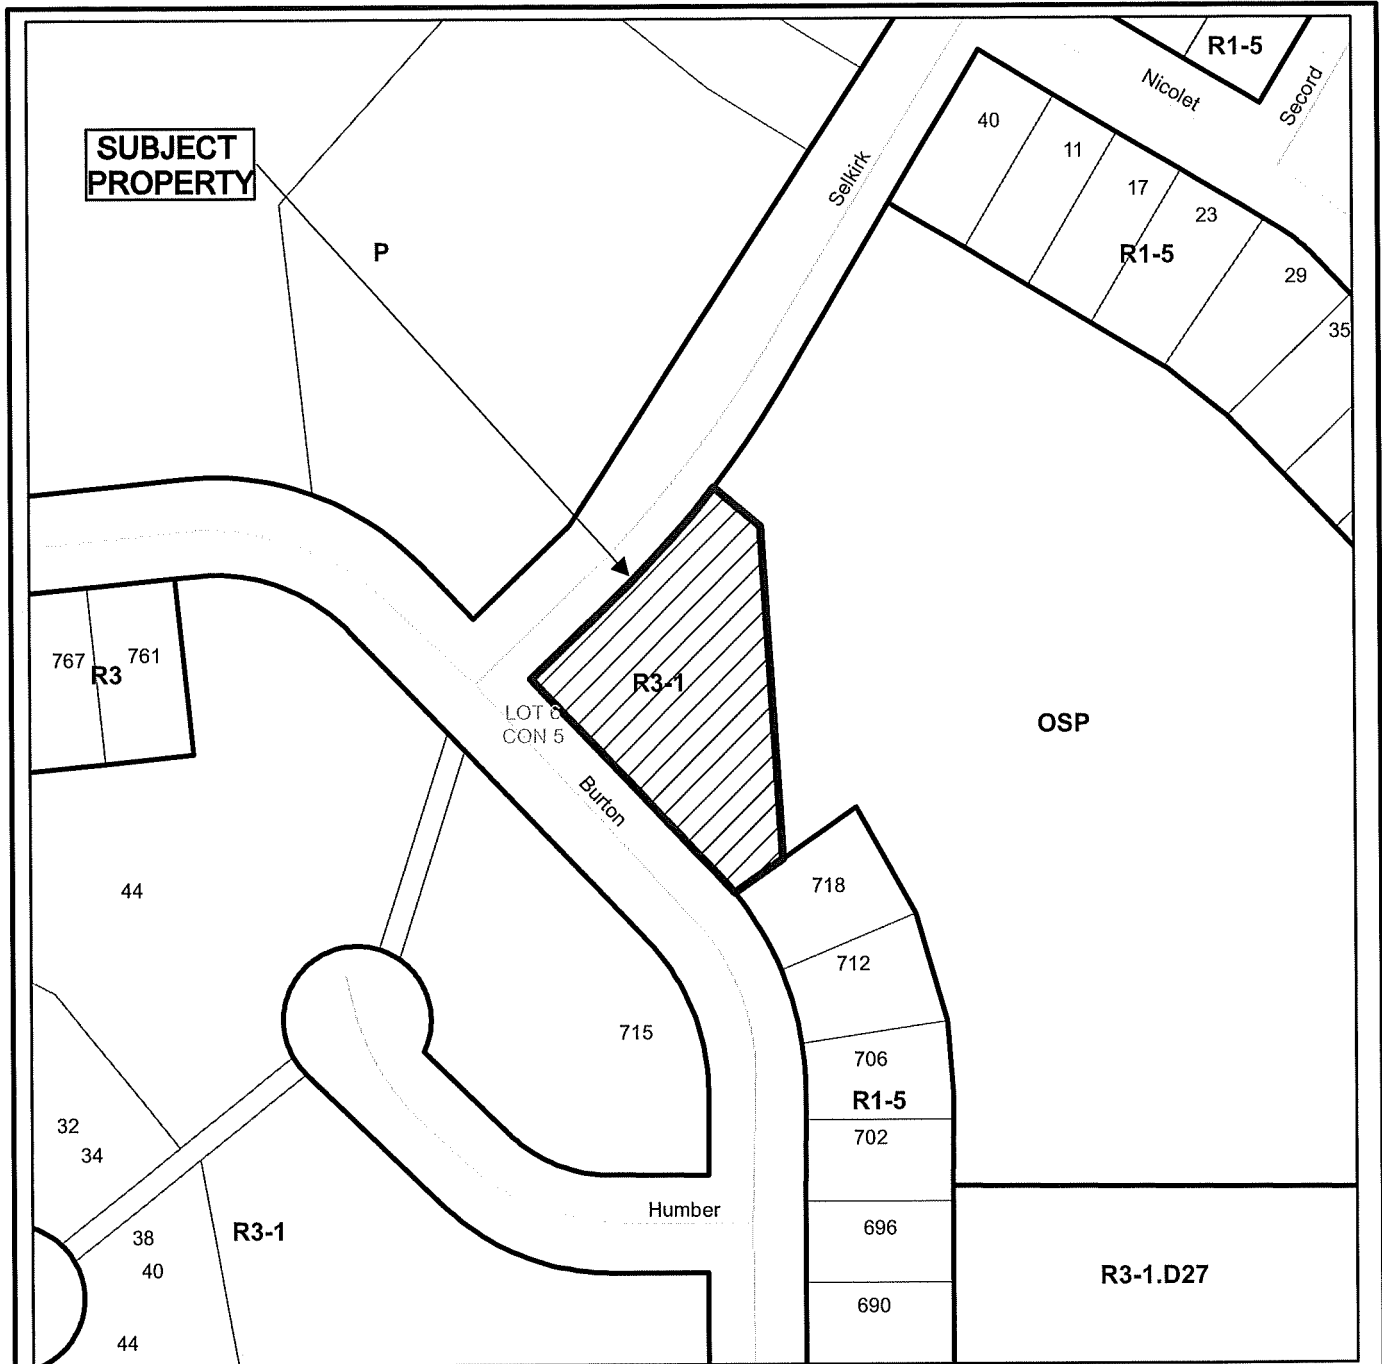 R1-5
Nicolet
Second
40
11
17
23
R1-5
29
35
SUBJECT
PROPERTY
P
Selkirk
767
R3
761
R3-1
LOT 6
CON 5
OSP
Burton
44
718
712
715
706
R1-5
702
32
34
Humber
696
38
R3-1
40
R3-1.D27
690
44